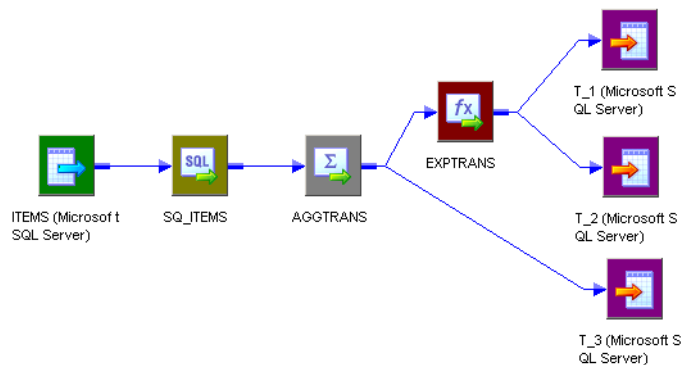 T_1 (Microsoft S
QL Server)
fx
EXPTRANS
SQL
Σ
ITEMS (Microsof t
SQL Server)
SQ_ITEMS
AGGTRANS
T_2 (Microsoft S
QL Server)
T_3 (Microsoft S
QL Server)